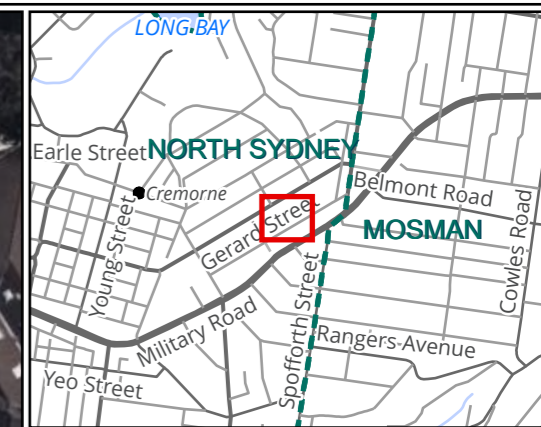 LONG BAY
Earle Street
NORTH SYDNEY
Cremorne
Belmont Road
Gerard Street
MOSMAN
Young Street
Cowles Road
Military Road
Spofforth Street
Rangers Avenue
Yeo Street